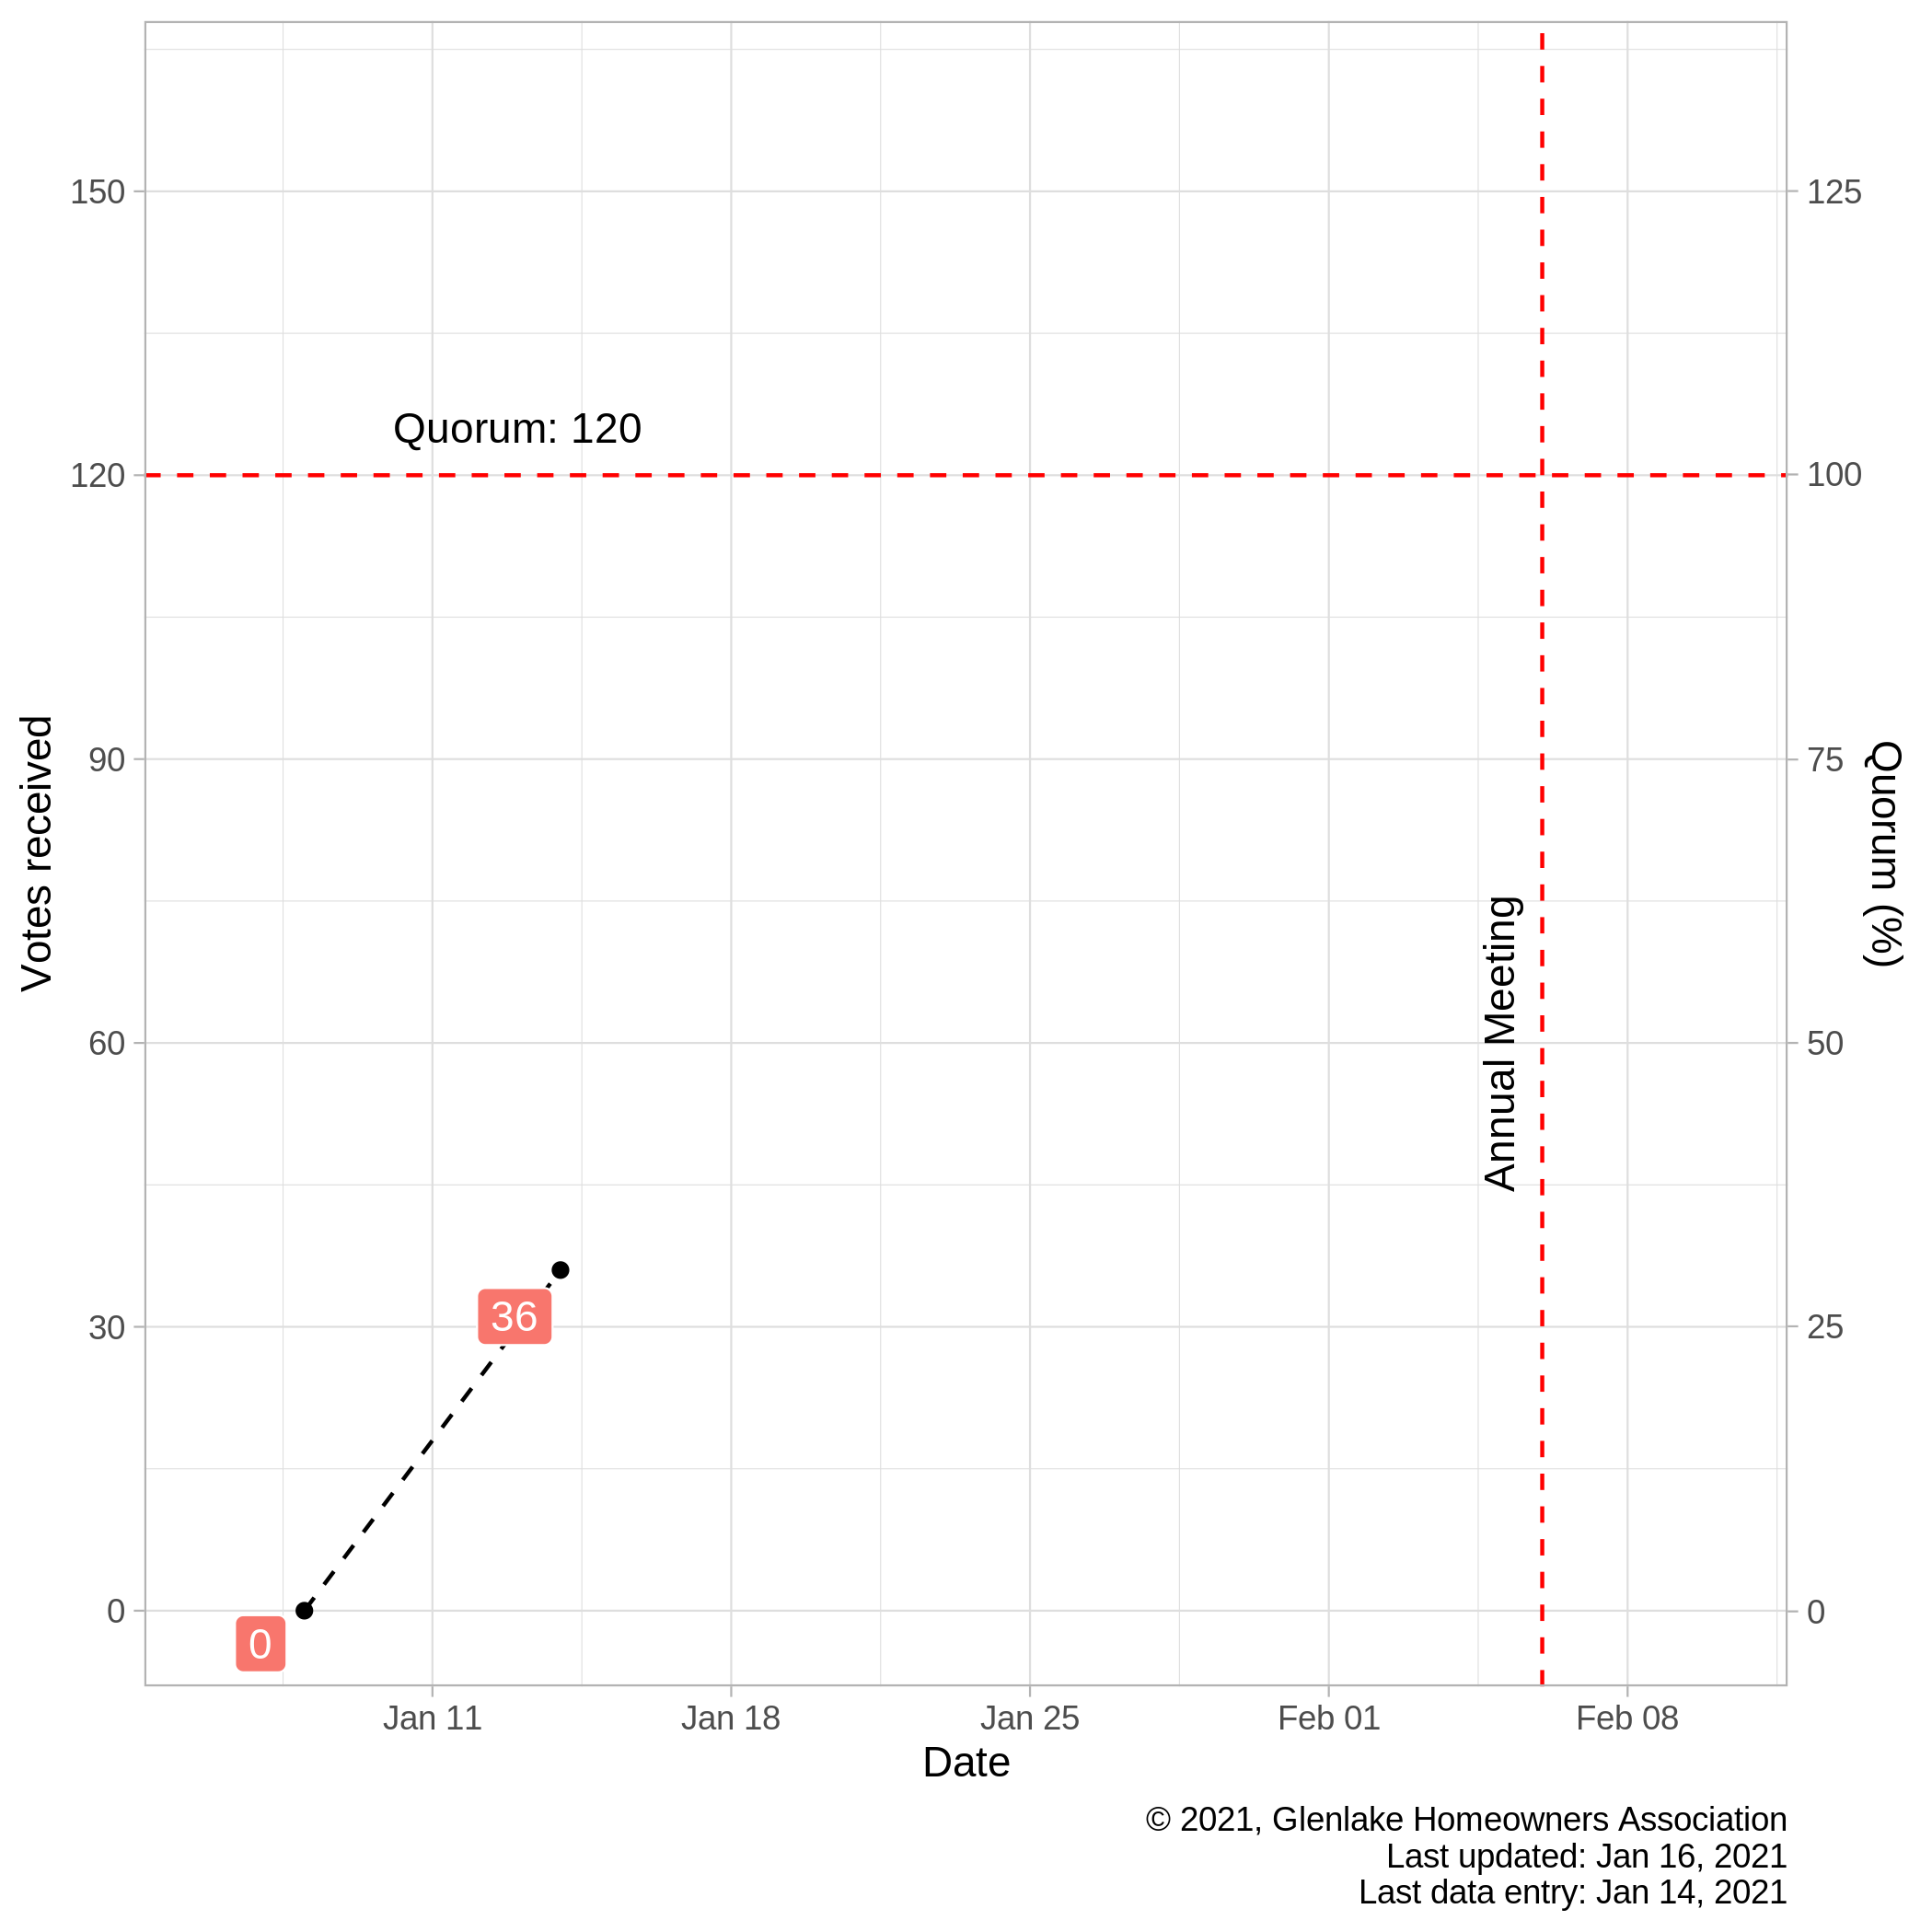 150
125
Quorum: 120
120
100
90
75
Votes received
Quorum (%)
Annual Meeting
60
50
36
30
25
0
0
0
Jan 11
Jan 18
Jan 25
Feb 01
Feb 08
Date
© 2021, Glenlake Homeowners Association
Last updated: Jan 16, 2021
Last data entry: Jan 14, 2021